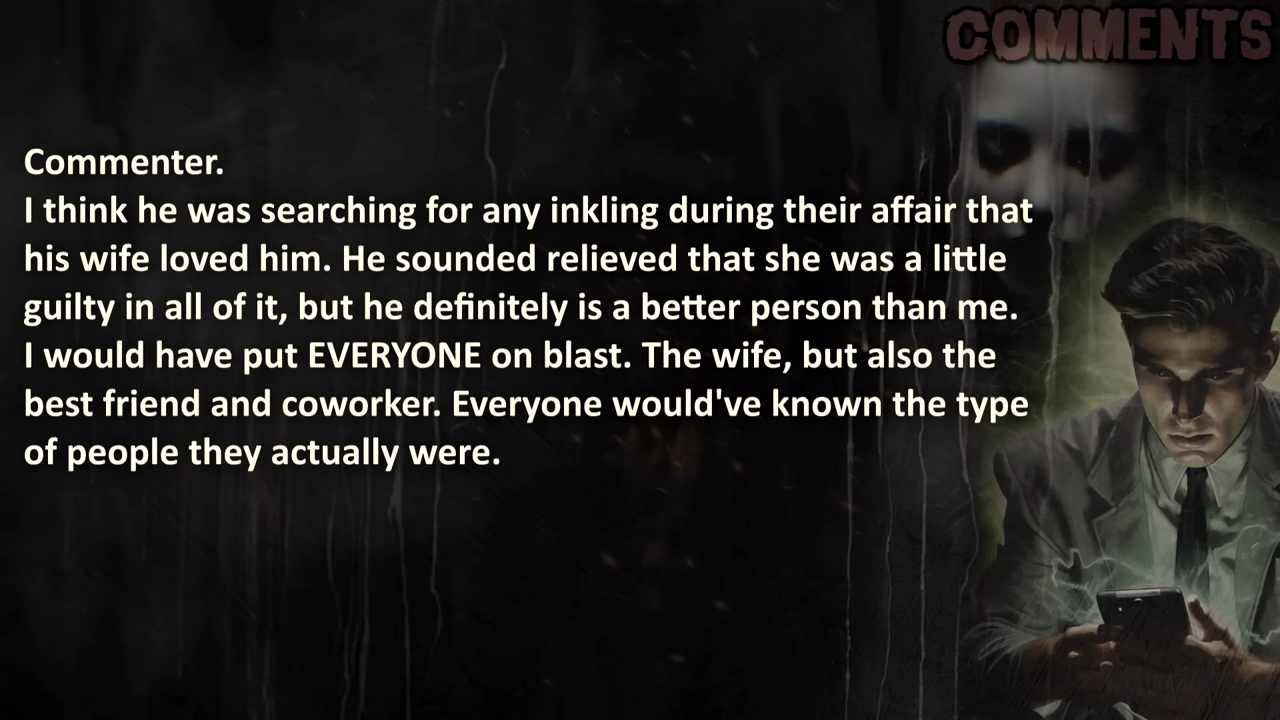 COMMENTS
Commenter.
I think he was searching for any inkling during their affair that
his wife loved him. He sounded relieved that she was a little
guilty in all of it, but he definitely is a better person than me.
I would have put EVERYONE on blast. The wife, but also the
best friend and coworker. Everyone would've known the type
of people they actually were.